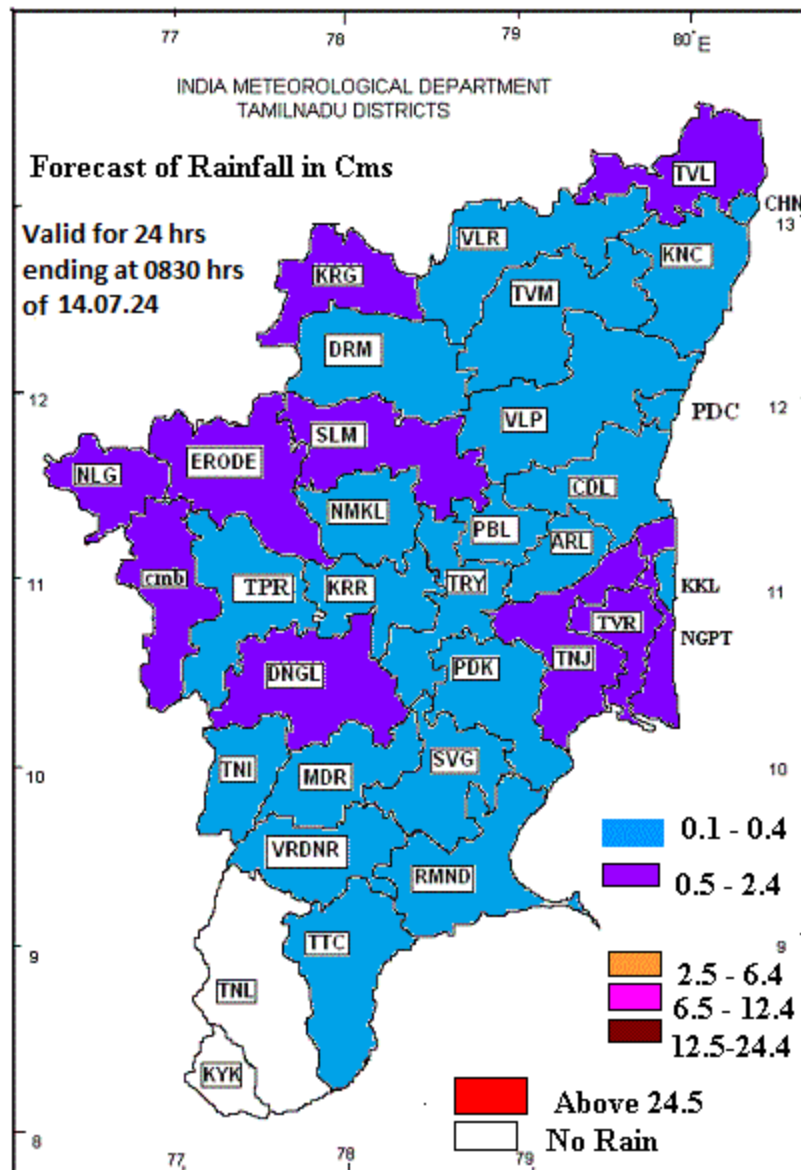 77 78 79 80°E
INDIA METEOROLOGICAL DEPARTMENT
TAMILNADU DISTRICTS
Forecast of Rainfall in Cms
TVL
CHN
13
Valid for 24 hrs
ending at 0830 hrs
of 14.07.24
VLR
KNC
KRG
TVM
DRM
12
12
VLP
PDC
SLM
ERODE
NLG
CDL
NMKL
PBL
ARL
11
cmb
TPR
KRR
TRY
KKL
11
TVR
NGPT
DNGL
PDK
TNJ
10
TNI
MDR
SVG
10
0.1 - 0.4
VRDNR
RMND
0.5 - 2.4
9
TTC
9
2.5 - 6.4
TNL
6.5 - 12.4
12.5-24.4
KYK
Above 24.5
No Rain
8
77 78 79